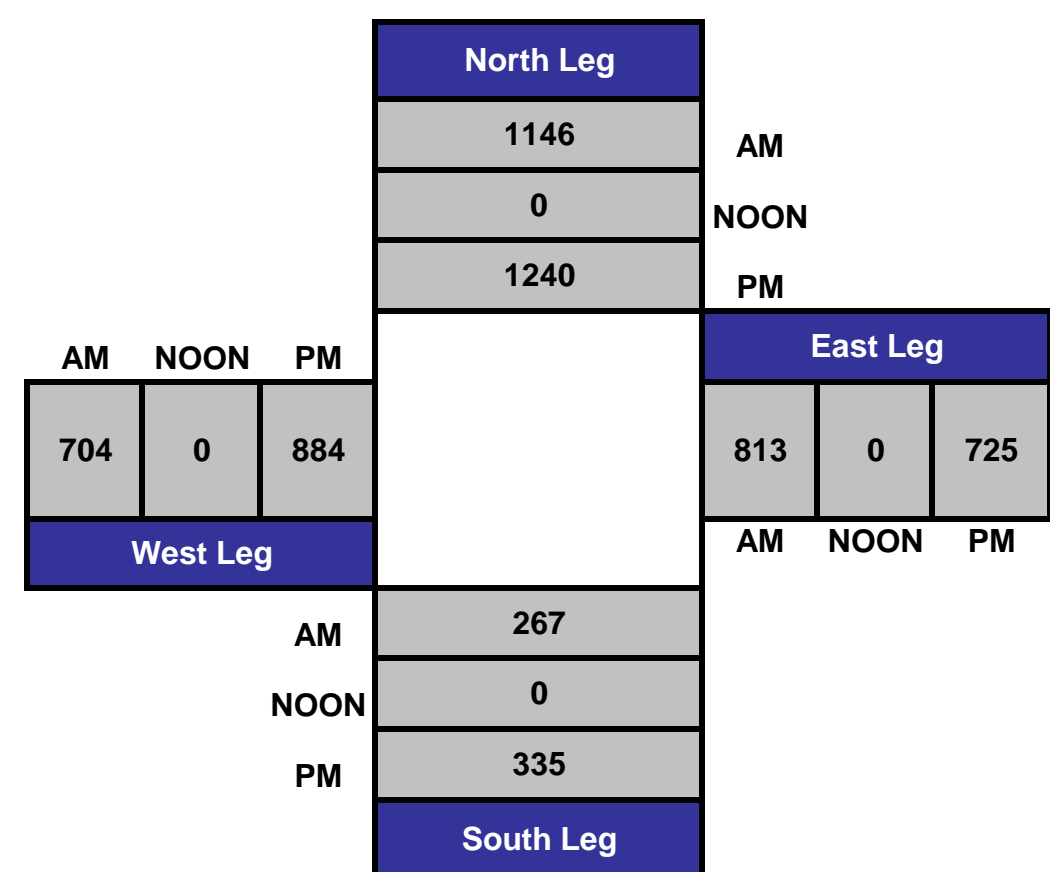 North Leg
1146 AM
0 NOON
1240 PM
East Leg
AM NOON PM
704 0 884 813 0 725
West Leg
AM NOON PM
AM 267
NOON 0
PM 335
South Leg